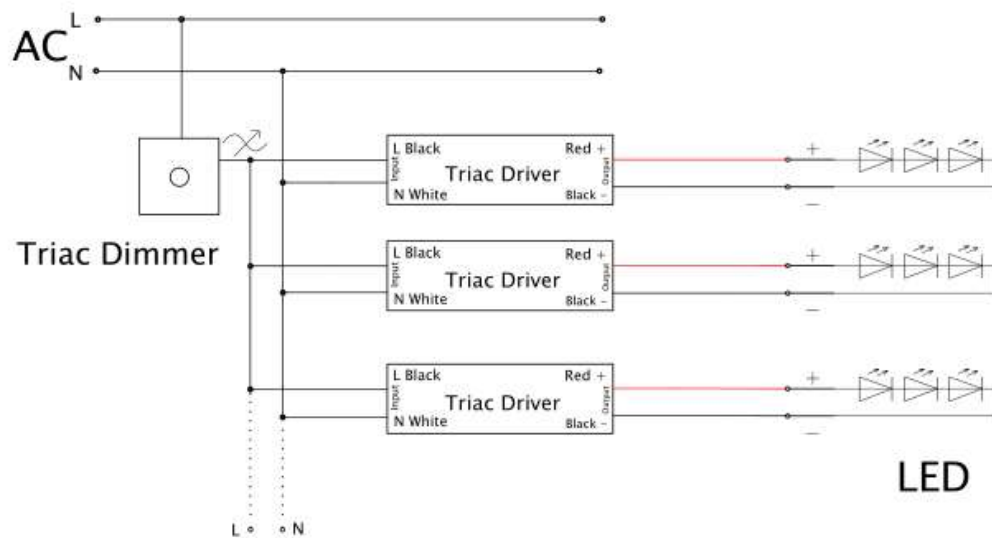 L
AC
N
L Black
Red +
Input
Triac Driver
Output
N White
Black -
Triac Dimmer
+
−
L Black
Red +
Input
Triac Driver
Output
N White
Black -
+
−
L Black
Red +
Input
Triac Driver
Output
N White
Black -
+
−
LED
L
N